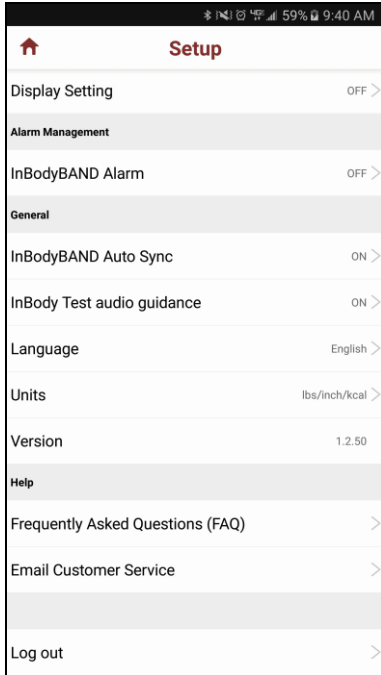 59% 9:40 AM
Setup
Display Setting OFF
Alarm Management
InBodyBAND Alarm OFF
General
InBodyBAND Auto Sync ON
InBody Test audio guidance ON
Language English
Units lbs/inch/kcal
Version 1.2.50
Help
Frequently Asked Questions (FAQ)
Email Customer Service
Log out